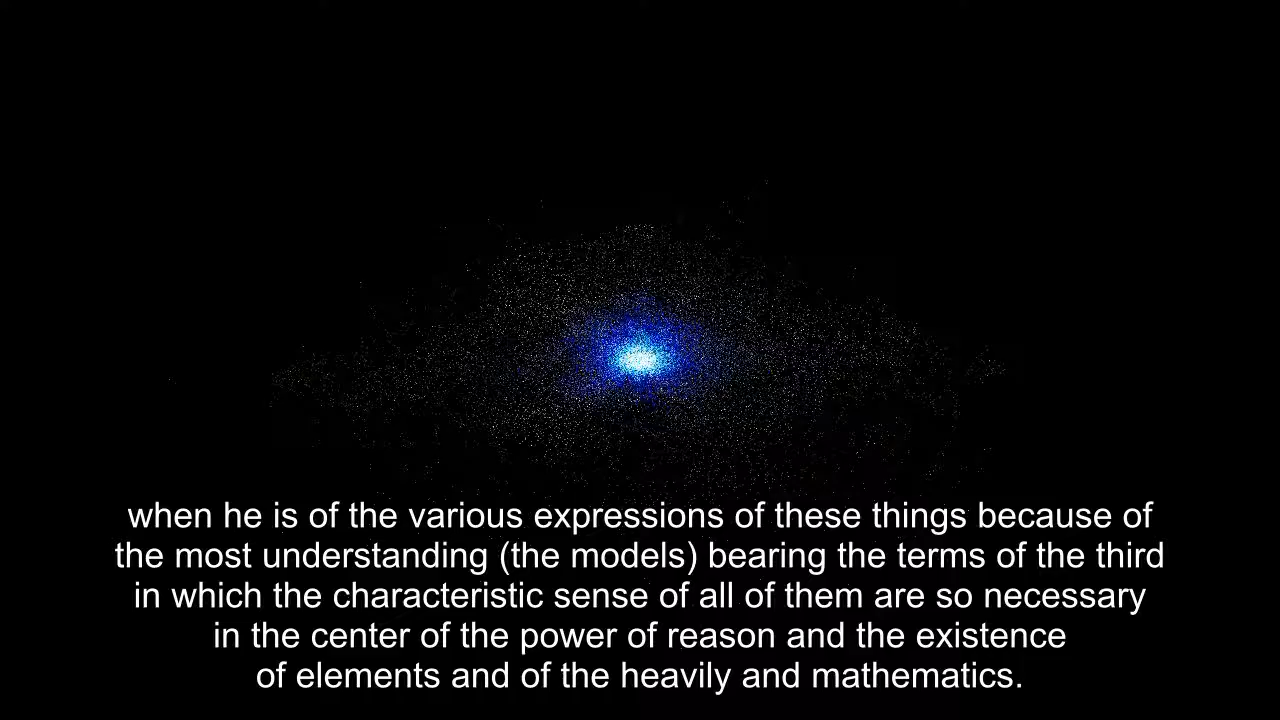 when he is of the various expressions of these things because of
the most understanding (the models) bearing the terms of the third
in which the characteristic sense of all of them are so necessary
in the center of the power of reason and the existence
of elements and of the heavily and mathematics.